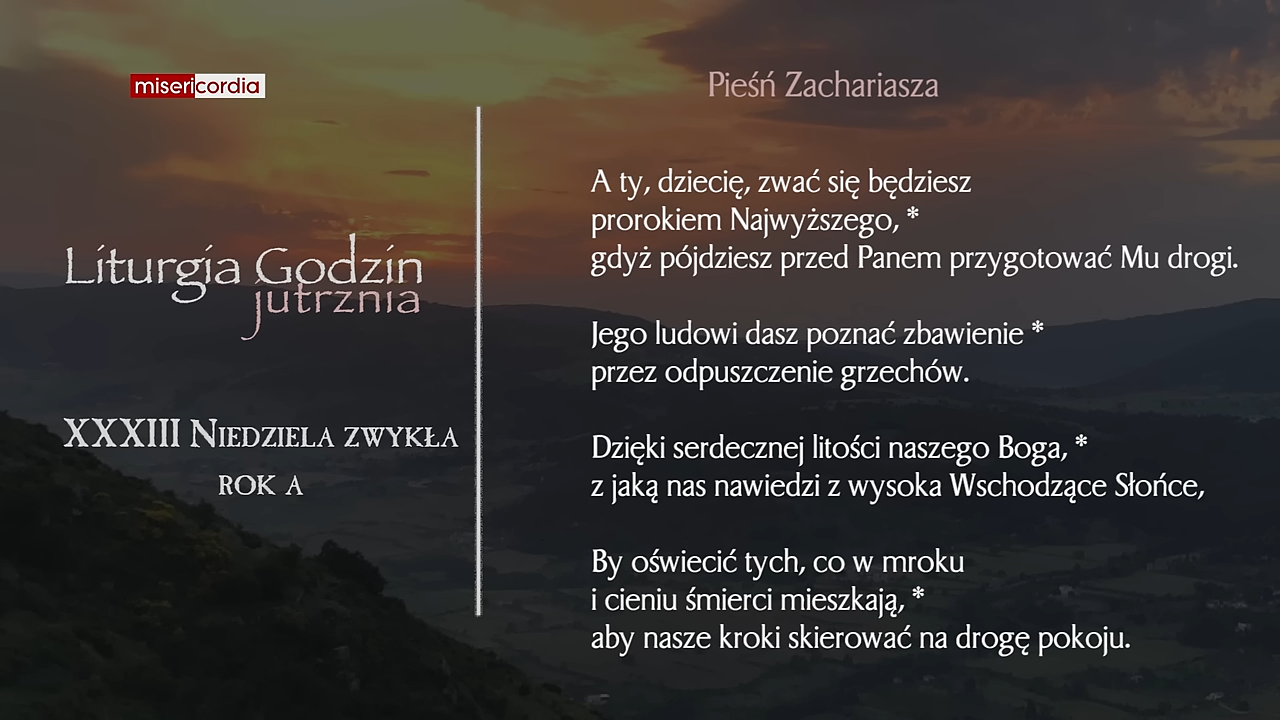 misericordia
Liturgia Godzin
jutrznia
XXXIII Niedziela zwykła
rok A
Pieśń Zachariasza
A ty, dziecię, zwać się będziesz
prorokiem Najwyższego, *
gdyż pójdziesz przed Panem przygotować Mu drogi.
Jego ludowi dasz poznać zbawienie *
przez odpuszczenie grzechów.
Dzięki serdecznej litości naszego Boga, *
z jaką nas nawiedzi z wysoka Wschodzące Słońce,
By oświecić tych, co w mroku
i cieniu śmierci mieszkają, *
aby nasze kroki skierować na drogę pokoju.